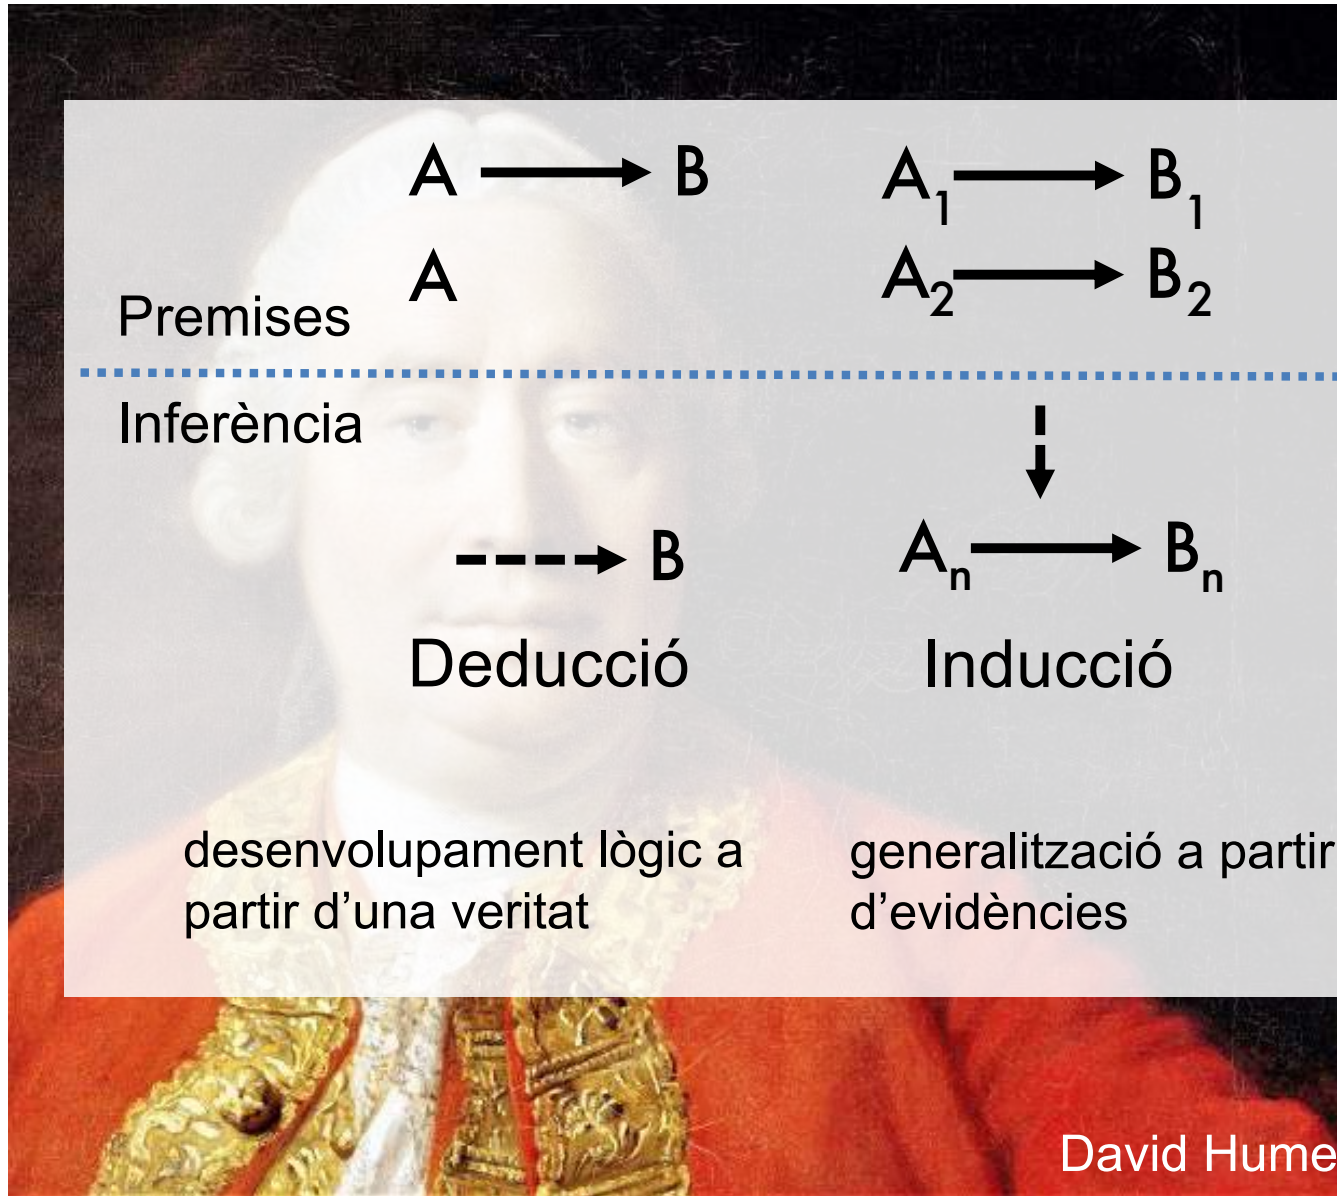 A → B
A
A₁ → B₁
A₂ → B₂
Premises
Inferència
B
Aₙ → Bₙ
Deducció
Inducció
desenvolupament lògic a
partir d’una veritat
generalització a partir
d’evidències
David Hume